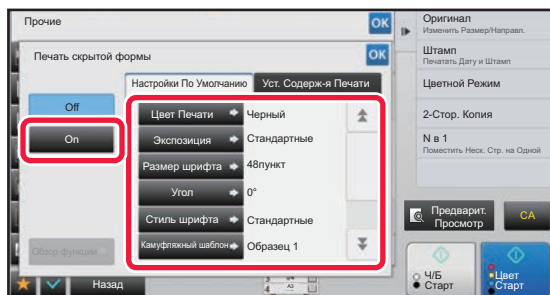 Прочие
OK
Печать скрытой формы
OK
Настройки По Умолчанию
Уст. Содерж-я Печати
Off
On
Цвет Печати
Черный
Экспозиция
Стандартные
Размер шрифта
48пункт
Угол
0°
Стиль шрифта
Стандартные
Камуфляжный шаблон
Образец 1
Обзор функции
Назад
Оригинал
Изменить Размер/Направл.
Штамп
Печатать Дату и Штамп
Цветной Режим
2-Стор. Копия
N в 1
Поместить Неск. Стр. на Одной
Предварит.
Просмотр
CA
Ч/Б
Старт
Цвет
Старт